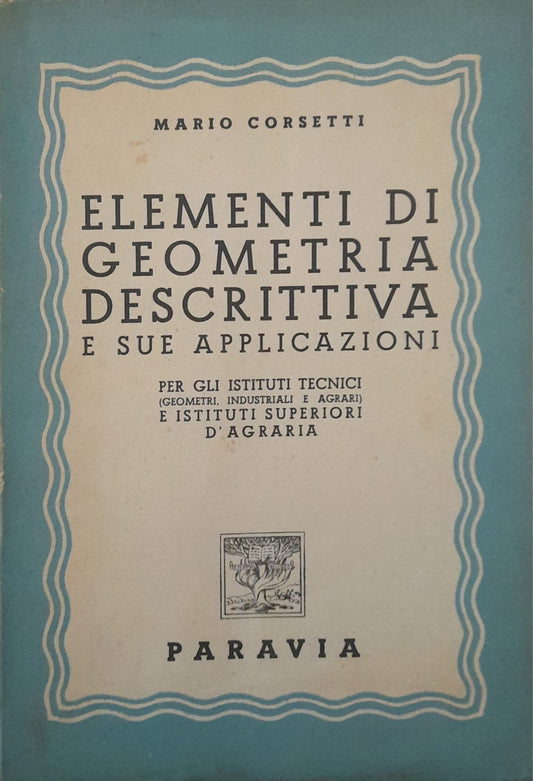 MARIO CORSETTI
ELEMENTI DI
GEOMETRIA
DESCRITTIVA
E SUE APPLICAZIONI
PER GLI ISTITUTI TECNICI
(GEOMETRI, INDUSTRIALI E AGRARI)
E ISTITUTI SUPERIORI
D'AGRARIA
PARAVIA